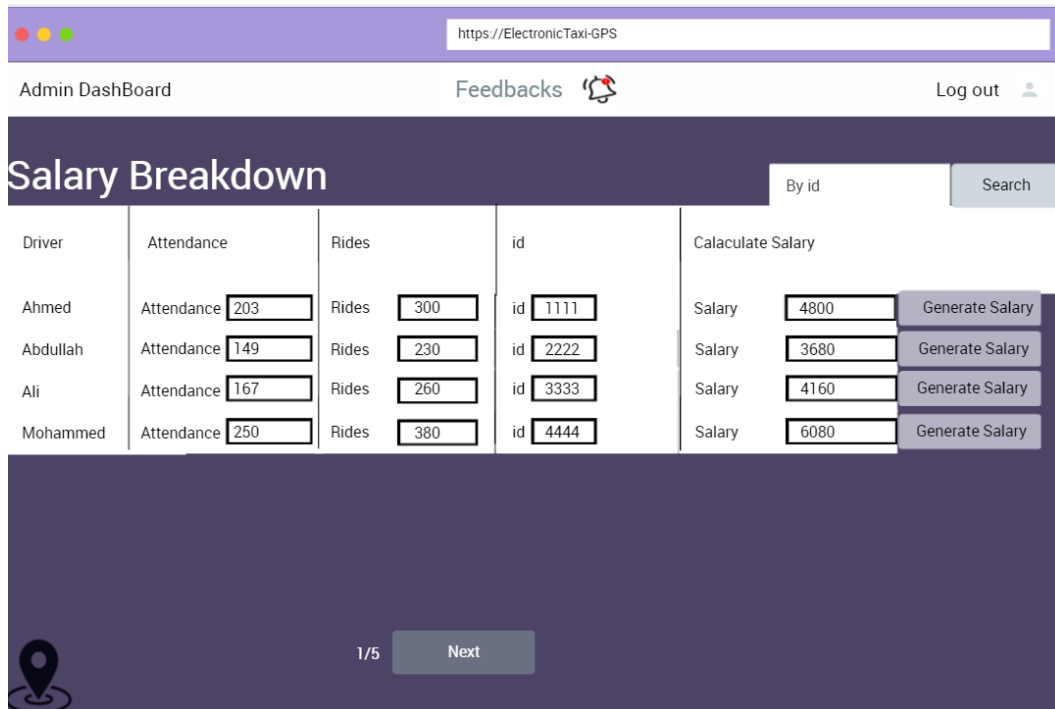 https://ElectronicTaxi-GPS
Admin DashBoard Feedbacks Log out
Salary Breakdown
By id Search
Driver Attendance Rides id Calaculate Salary
Ahmed Attendance 203 Rides 300 id 1111 Salary 4800 Generate Salary
Abdullah Attendance 149 Rides 230 id 2222 Salary 3680 Generate Salary
Ali Attendance 167 Rides 260 id 3333 Salary 4160 Generate Salary
Mohammed Attendance 250 Rides 380 id 4444 Salary 6080 Generate Salary
1/5 Next